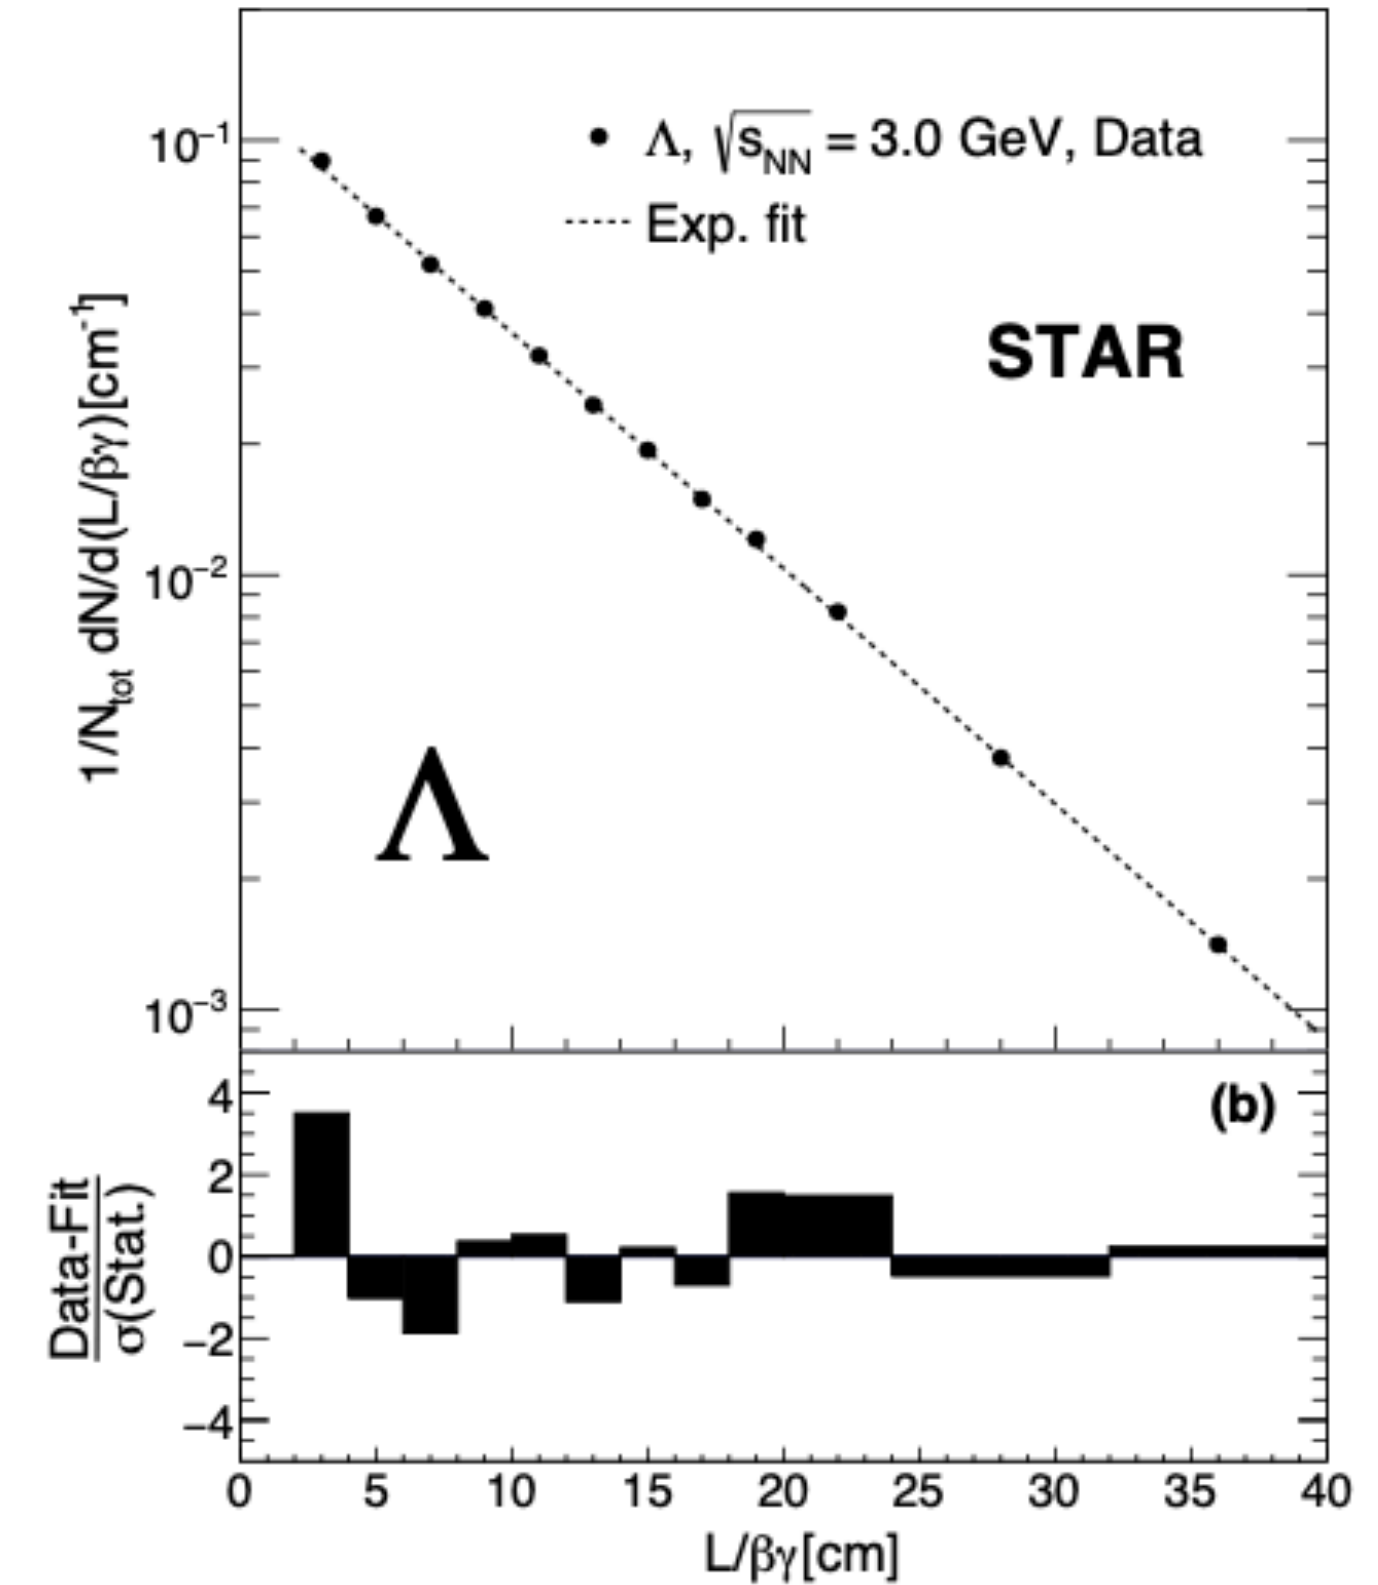 10⁻¹
Λ, √s_NN = 3.0 GeV, Data
Exp. fit
STAR
1/N_tot dN/d(L/βγ)[cm⁻¹]
10⁻²
Λ
10⁻³
(b)
4
2
0
−2
−4
Data-Fit
σ(Stat.)
0 5 10 15 20 25 30 35 40
L/βγ[cm]